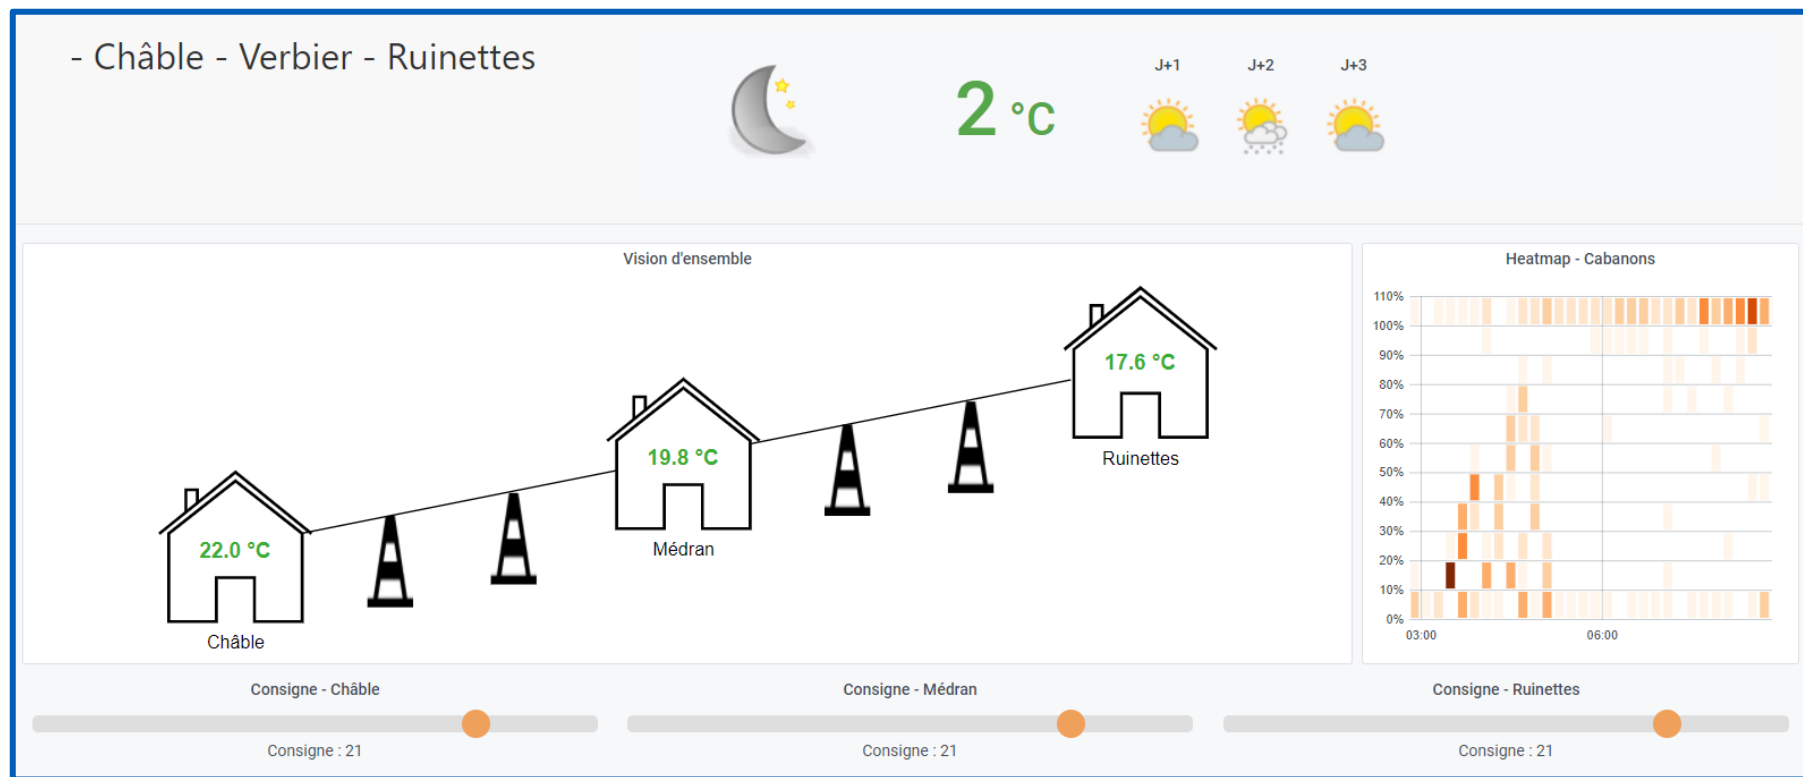 - Châble - Verbier - Ruinettes
2 °C
J+1 J+2 J+3
Vision d'ensemble
22.0 °C
Châble
19.8 °C
Médran
17.6 °C
Ruinettes
Heatmap - Cabanons
110%
100%
90%
80%
70%
60%
50%
40%
30%
20%
10%
0%
03:00 06:00
Consigne - Châble
Consigne : 21
Consigne - Médran
Consigne : 21
Consigne - Ruinettes
Consigne : 21